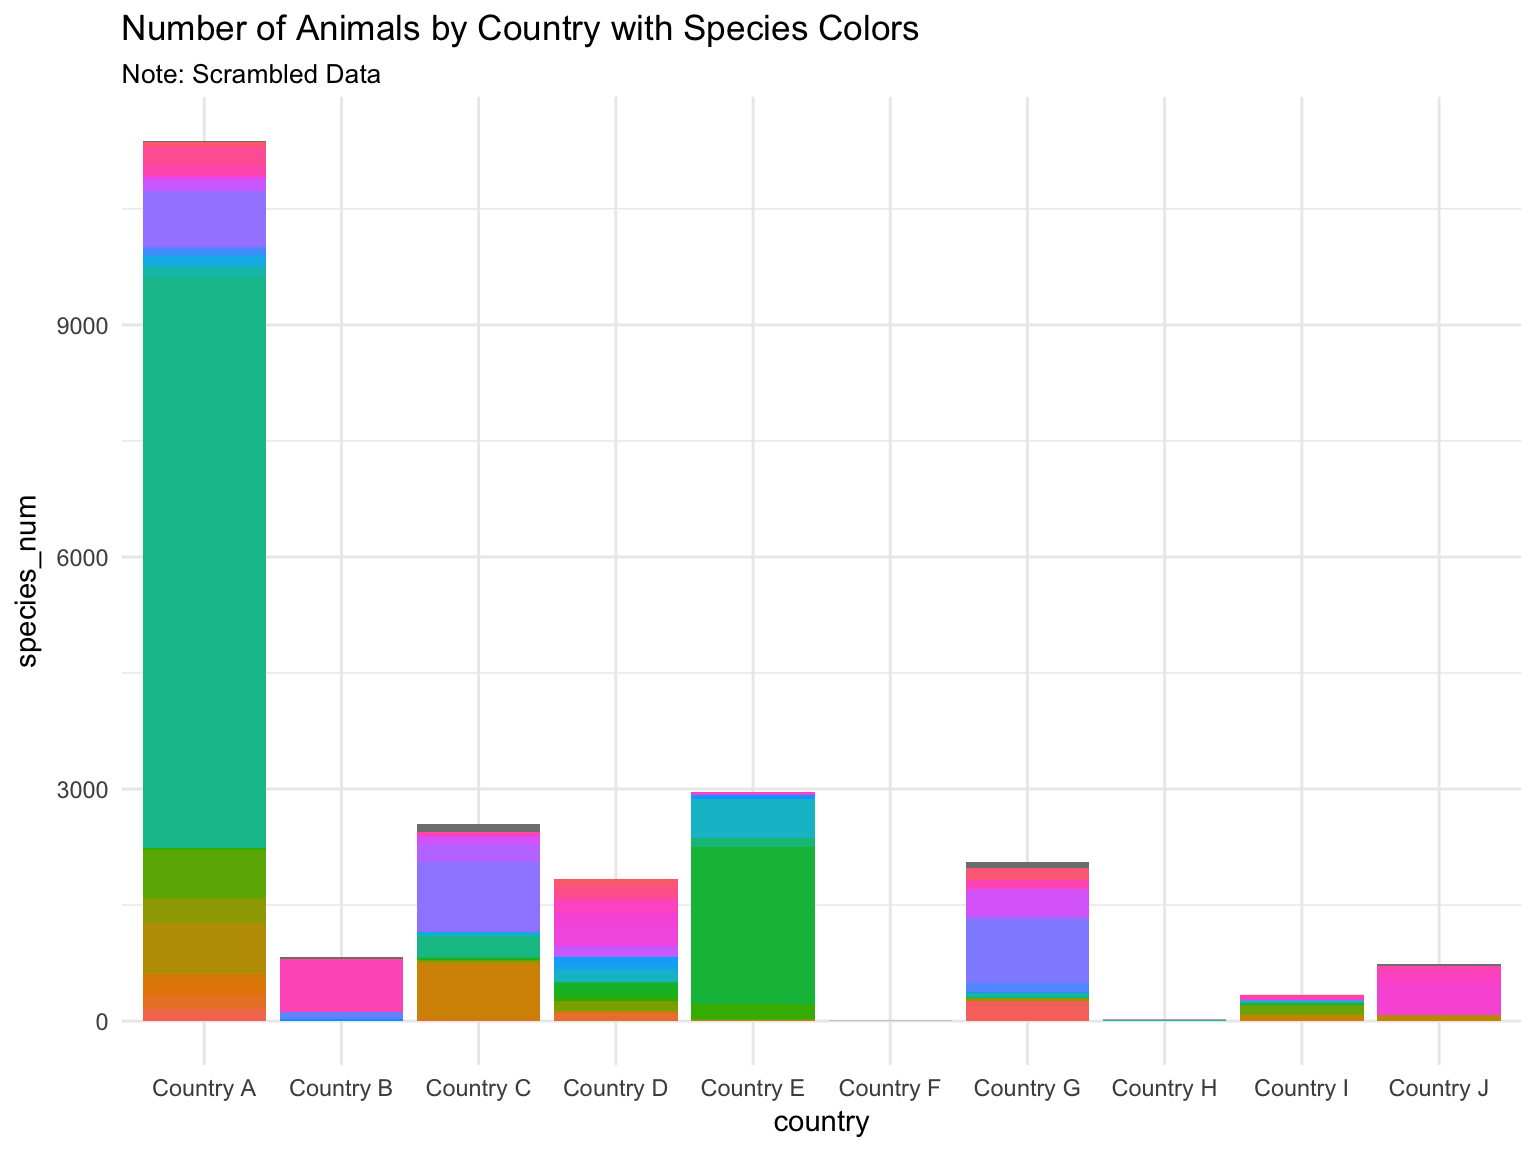 Number of Animals by Country with Species Colors
Note: Scrambled Data
species_num
9000
6000
3000
0
Country A Country B Country C Country D Country E Country F Country G Country H Country I Country J
country